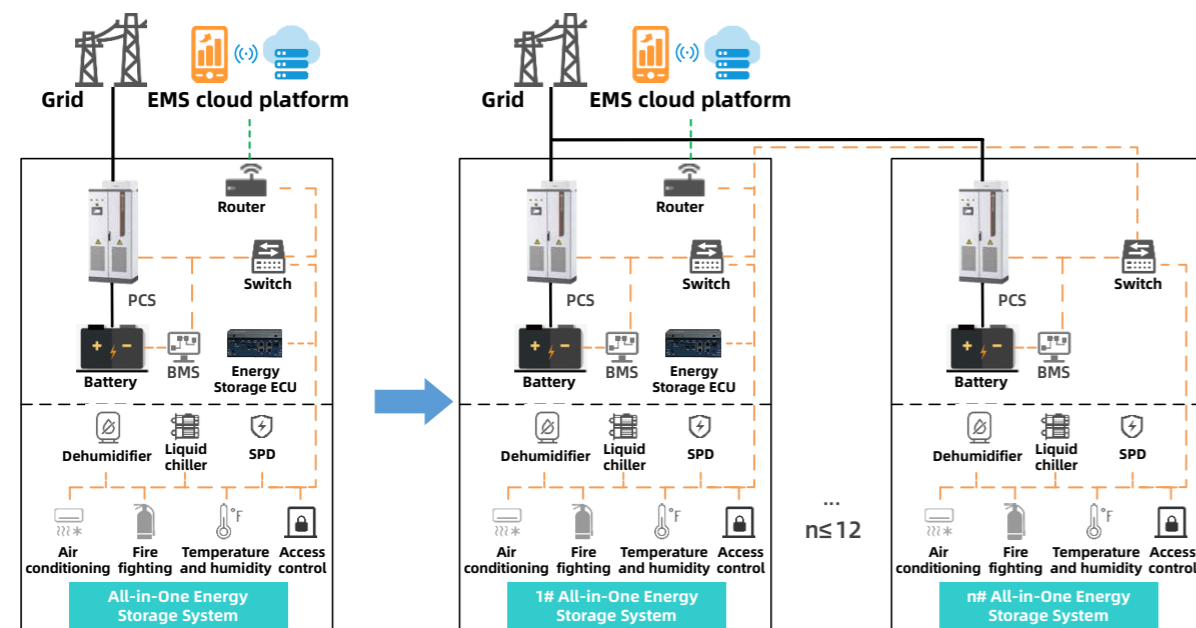 Grid
EMS cloud platform
Router
Switch
PCS
Battery
BMS
Energy
Storage ECU
Dehumidifier
Liquid
chiller
SPD
°F
Air
conditioning
Fire
fighting
Temperature
and humidity
Access
control
All-in-One Energy
Storage System
Grid
EMS cloud platform
Router
Switch
PCS
Battery
BMS
Energy
Storage ECU
Dehumidifier
Liquid
chiller
SPD
°F
Air
conditioning
Fire
fighting
Temperature
and humidity
Access
control
1# All-in-One Energy
Storage System
...
n≤12
Switch
PCS
Battery
BMS
Dehumidifier
Liquid
chiller
SPD
°F
Air
conditioning
Fire
fighting
Temperature
and humidity
Access
control
n# All-in-One Energy
Storage System